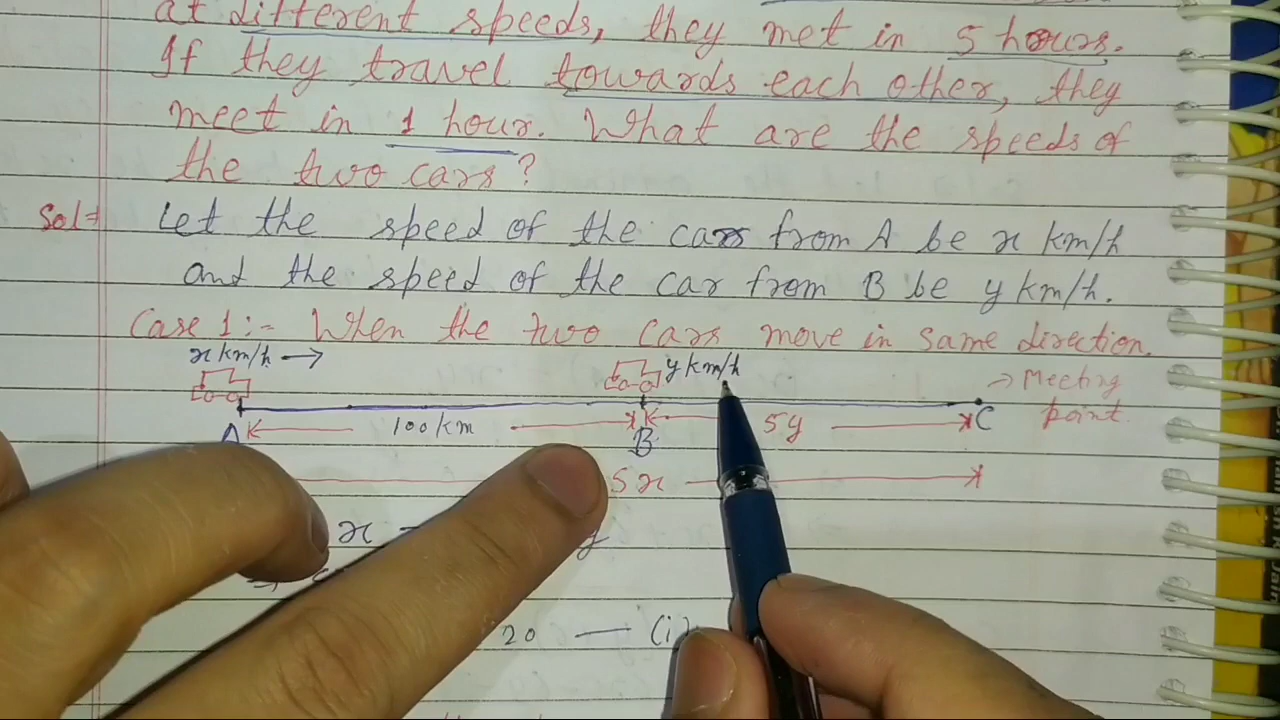 at different speeds, they met in 5 hours.
If they travel towards each other, they
meet in 1 hour. What are the speeds of
the two cars?
Sol= Let the speed of the cars from A be x km/h
and the speed of the car from B be y km/h.
Case 1:- When the two cars move in same direction.
x km/h → y km/h → Meeting
A 100 km B 5y C point.
5x
x
y
20 — (i)